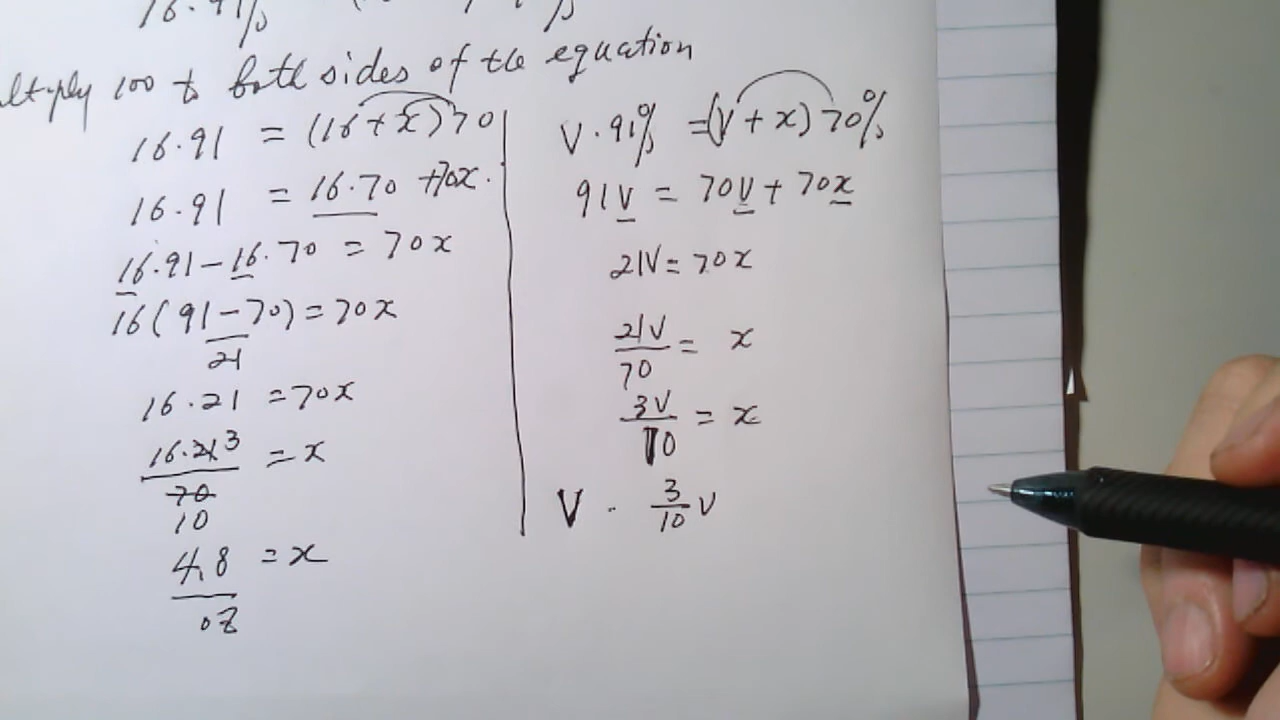 16.91%
multiply 100 to both sides of the equation
16.91 = (16+x)70
16.91 = 16.70 +70x.
16.91-16.70 = 70x
16(91-70)=70x
21
16.21 =70x
16.21 3 = x
70
10
4.8 = x
oz
V.91% =(V+x)70%
91V = 70V+70x
21V=70x
21V = x
70
3V = x
10
V . 3 V
10